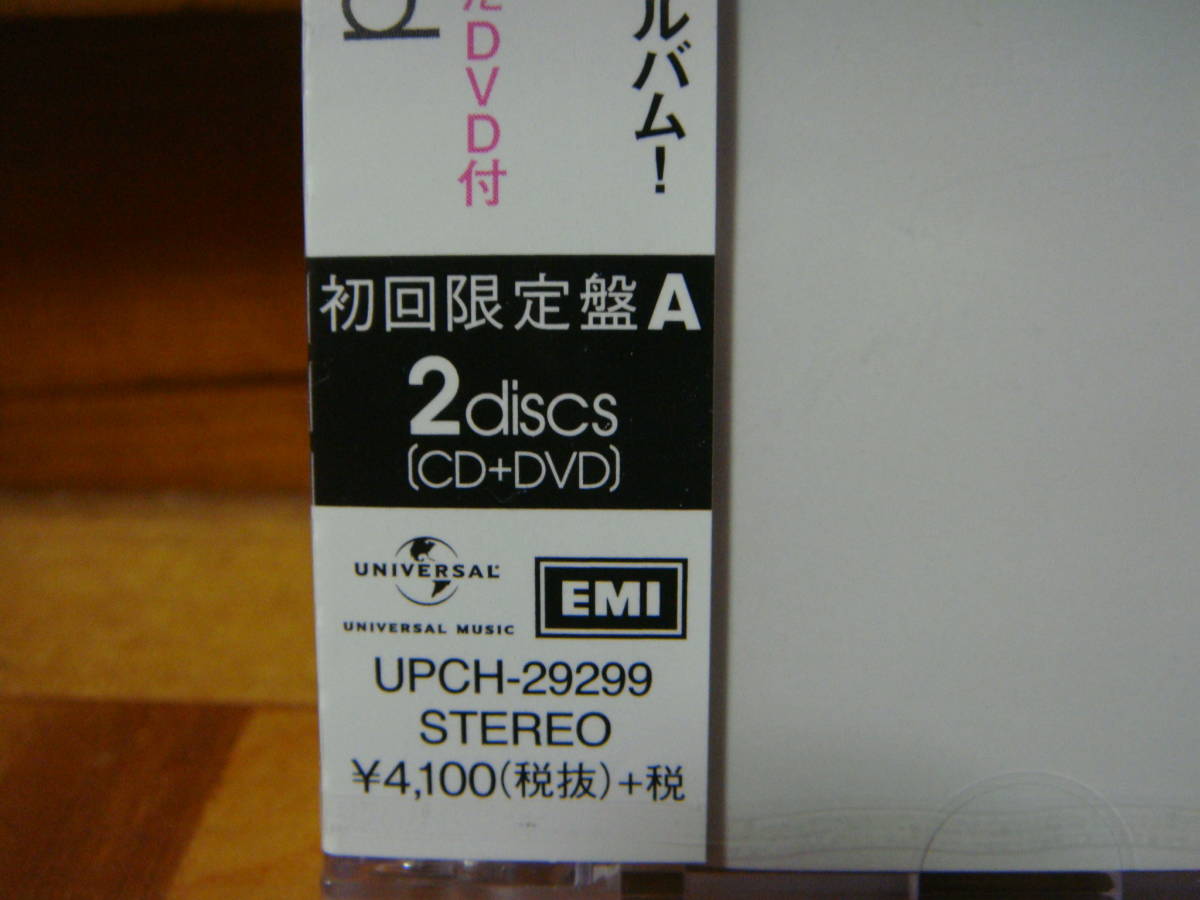 ルバム!
DVD付
初回限定盤A
2discs
(CD+DVD)
UNIVERSAL
UNIVERSAL MUSIC
EMI
UPCH-29299
STEREO
¥4,100(税抜)+税